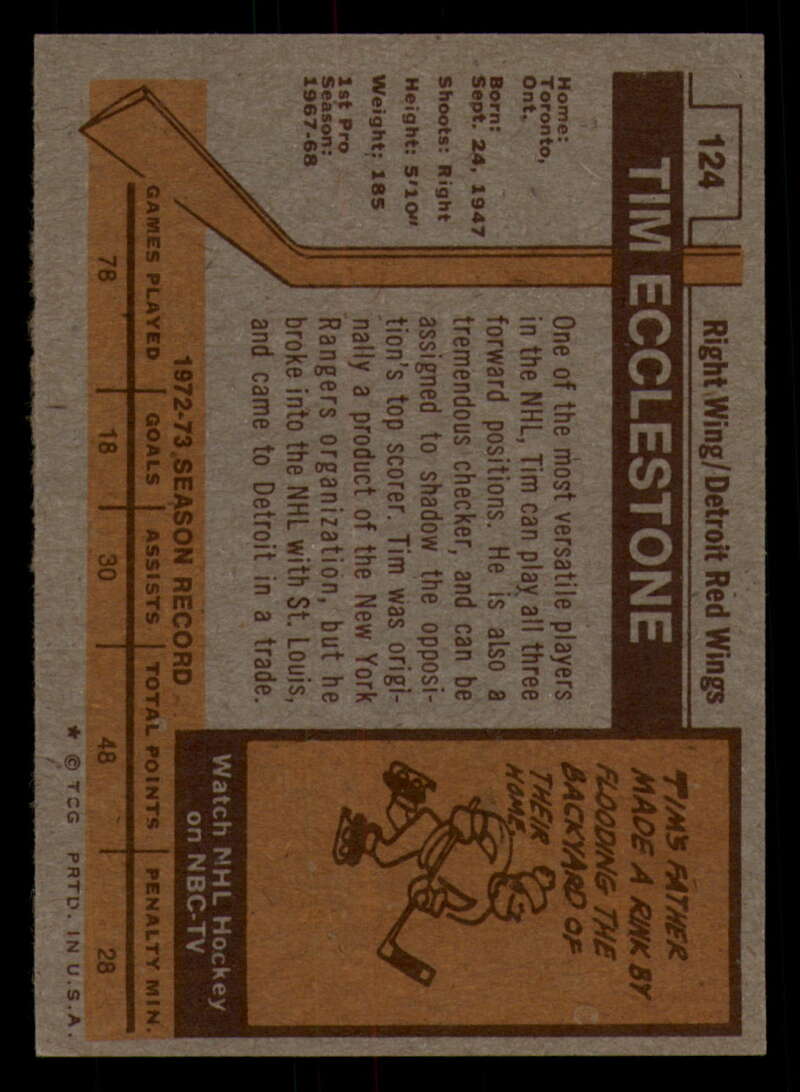 124
Right Wing/Detroit Red Wings
TIM ECCLESTONE
Home:
Toronto,
Ont.
Born:
Sept. 24, 1947
Shoots: Right
Height: 5'10"
Weight: 185
1st Pro
Season:
1967-68
One of the most versatile players
in the NHL, Tim can play all three
forward positions. He is also a
tremendous checker, and can be
assigned to shadow the opposi-
tion's top scorer. Tim was origi-
nally a product of the New York
Rangers organization, but he
broke into the NHL with St. Louis,
and came to Detroit in a trade.
TIM'S FATHER
MADE A RINK BY
FLOODING THE
BACKYARD OF
THEIR
HOME.
Watch NHL Hockey
on NBC-TV
1972-73 SEASON RECORD
GAMES PLAYED GOALS ASSISTS TOTAL POINTS PENALTY MIN.
78 18 30 48 28
* © TCG PRTD. IN U.S.A.